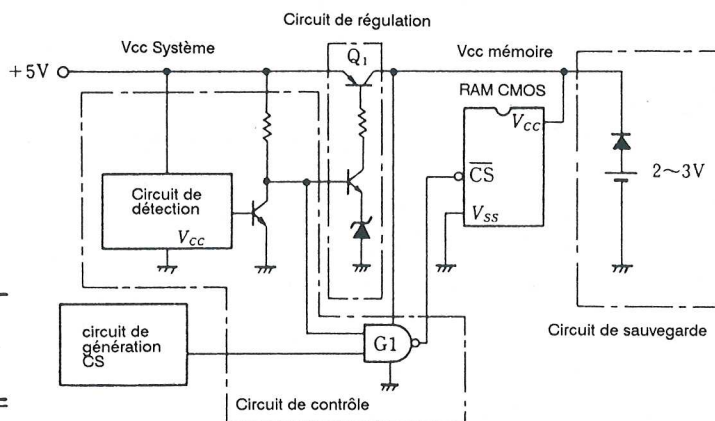 Circuit de régulation
Vcc Système
Q1
Vcc mémoire
+5V
RAM CMOS
VCC
CS
VSS
2~3V
Circuit de
détection
VCC
circuit de
génération
CS
G1
Circuit de sauvegarde
Circuit de contrôle